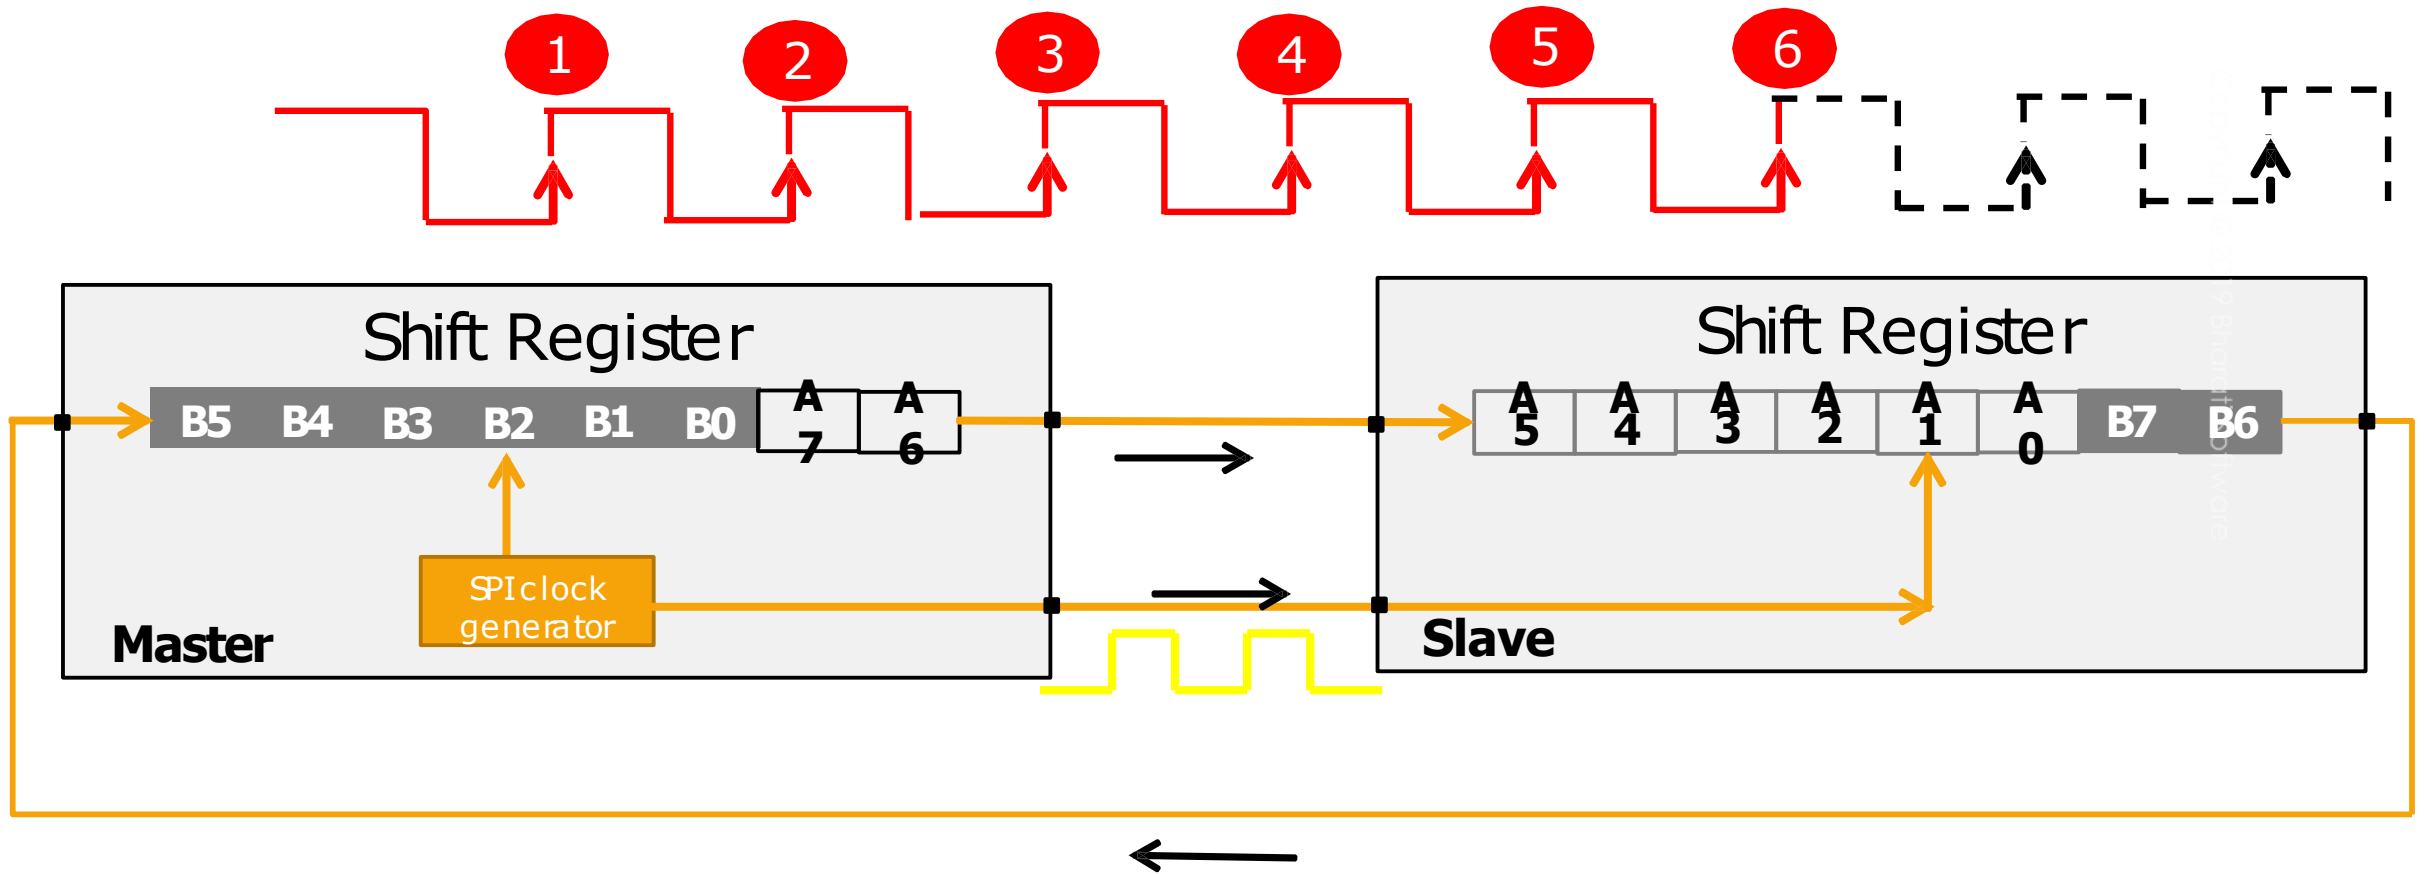 1 2 3 4 5 6
Shift Register
B5 B4 B3 B2 B1 B0 A7 A6
SPI clock
generator
Master
Shift Register
A5 A4 A3 A2 A1 A0 B7 B6
Slave